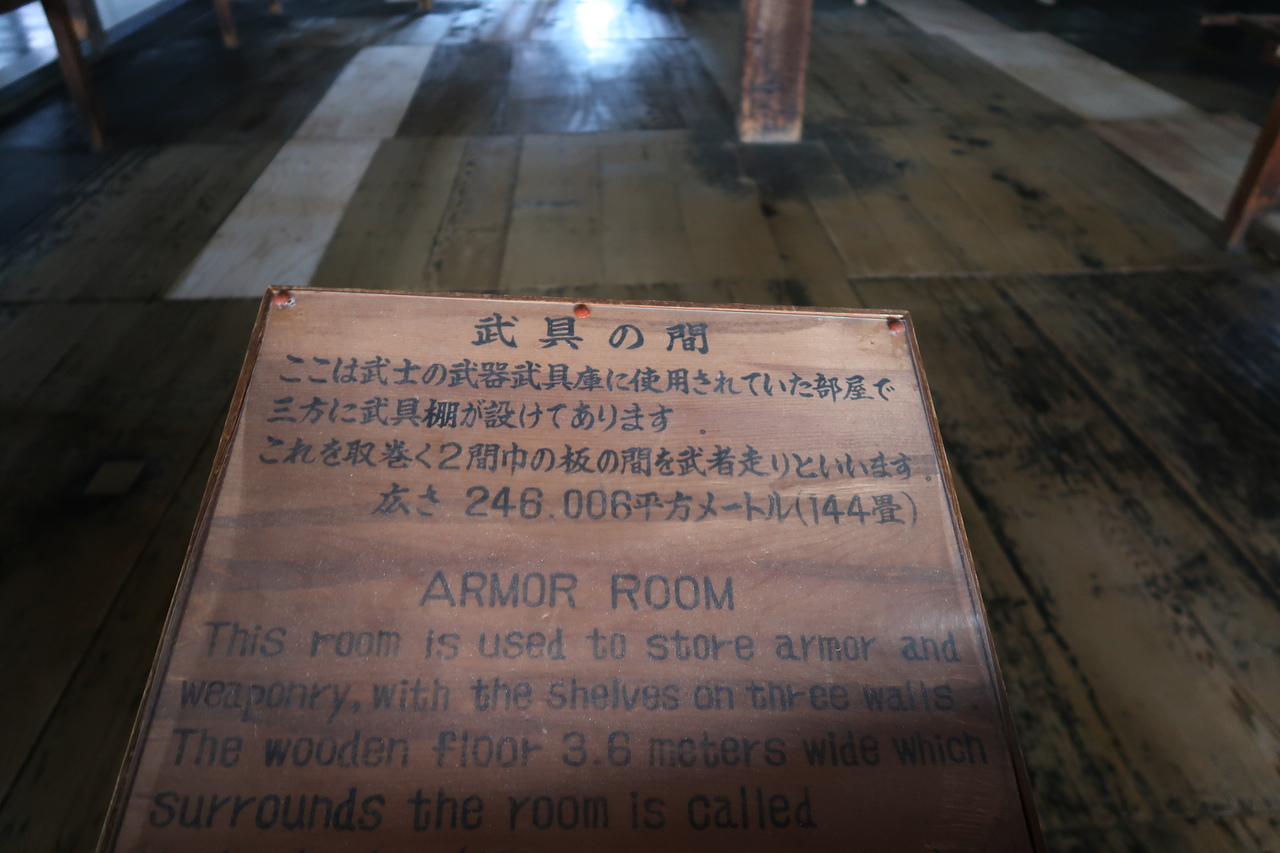 武具の間
ここは武士の武器武具庫に使用されていた部屋で
三方に武具棚が設けてあります。
これを取巻く2間巾の板の間を武者走りといいます。
広さ 246.006平方メートル(144畳)
ARMOR ROOM
This room is used to store armor and
weaponry, with the shelves on three walls.
The wooden floor 3.6 meters wide which
surrounds the room is called